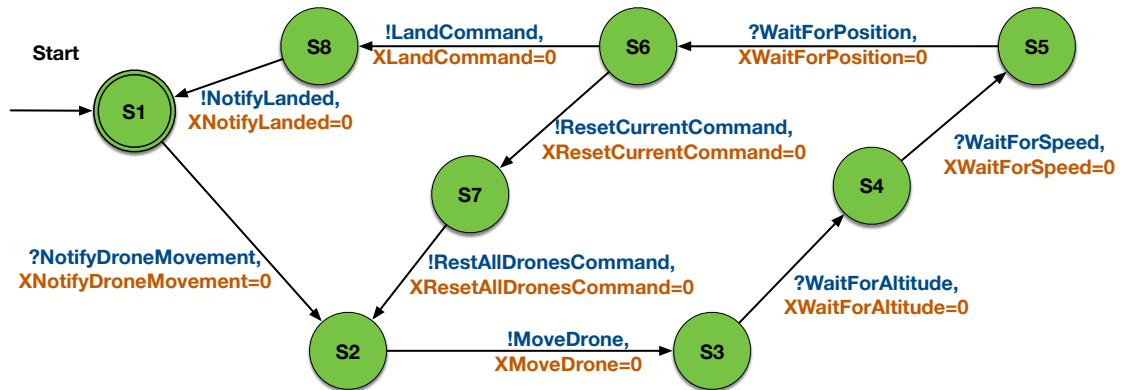 Start
S8
!LandCommand,
XLandCommand=0
S6
?WaitForPosition,
XWaitForPosition=0
S5
S1
!NotifyLanded,
XNotifyLanded=0
!ResetCurrentCommand,
XResetCurrentCommand=0
?WaitForSpeed,
XWaitForSpeed=0
S7
S4
?NotifyDroneMovement,
XNotifyDroneMovement=0
!RestAllDronesCommand,
XResetAllDronesCommand=0
?WaitForAltitude,
XWaitForAltitude=0
S2
!MoveDrone,
XMoveDrone=0
S3